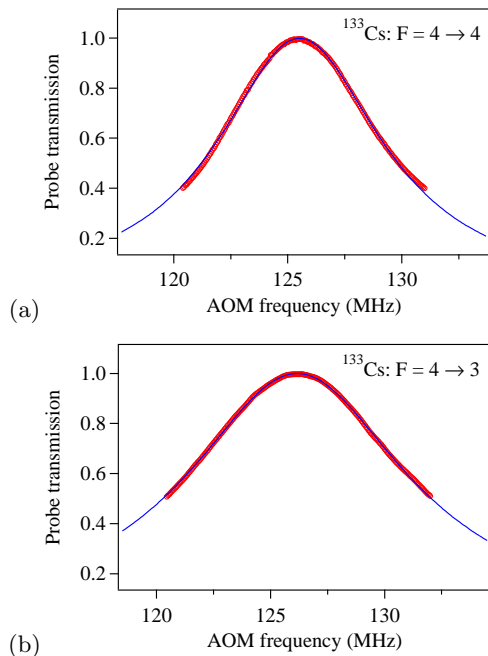 ¹³³Cs: F = 4 → 4
1.0
0.8
0.6
0.4
0.2
Probe transmission
120 125 130
AOM frequency (MHz)
(a)
¹³³Cs: F = 4 → 3
1.0
0.8
0.6
0.4
0.2
Probe transmission
120 125 130
AOM frequency (MHz)
(b)